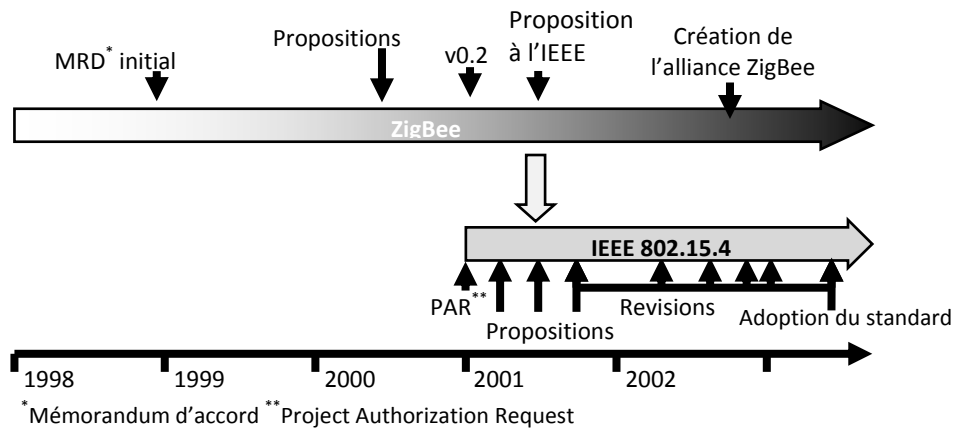 MRD* initial
Propositions
v0.2
Proposition
à l’IEEE
Création de
l’alliance ZigBee
ZigBee
IEEE 802.15.4
PAR**
Propositions
Revisions
Adoption du standard
1998
1999
2000
2001
2002
*Mémorandum d’accord **Project Authorization Request